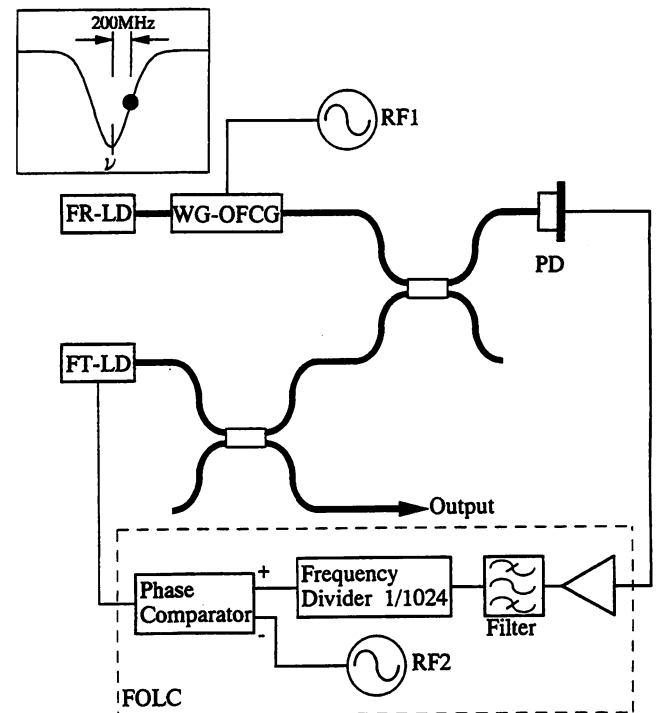 200MHz
ν
RF1
FR-LD
WG-OFCG
PD
FT-LD
Output
Phase
Comparator
+
-
Frequency
Divider 1/1024
Filter
RF2
FOLC